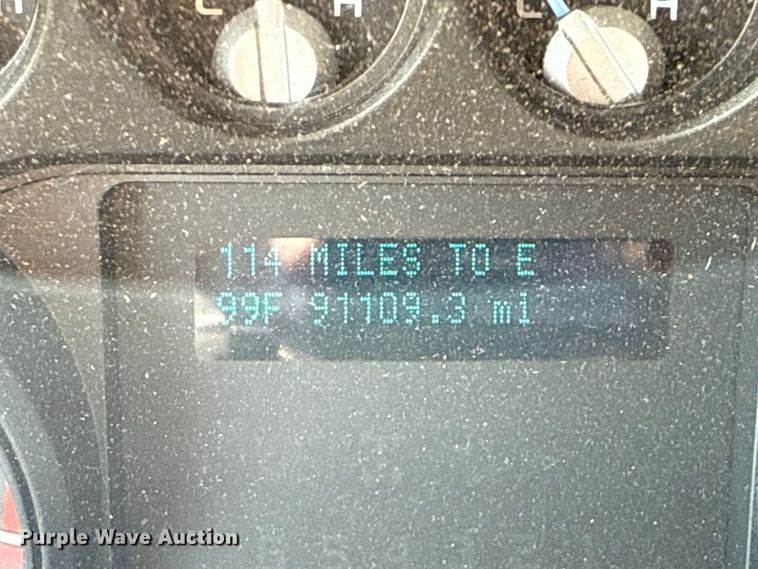 C H
L H
114 MILES TO E
99F 91109.3 mi
Purple Wave Auction